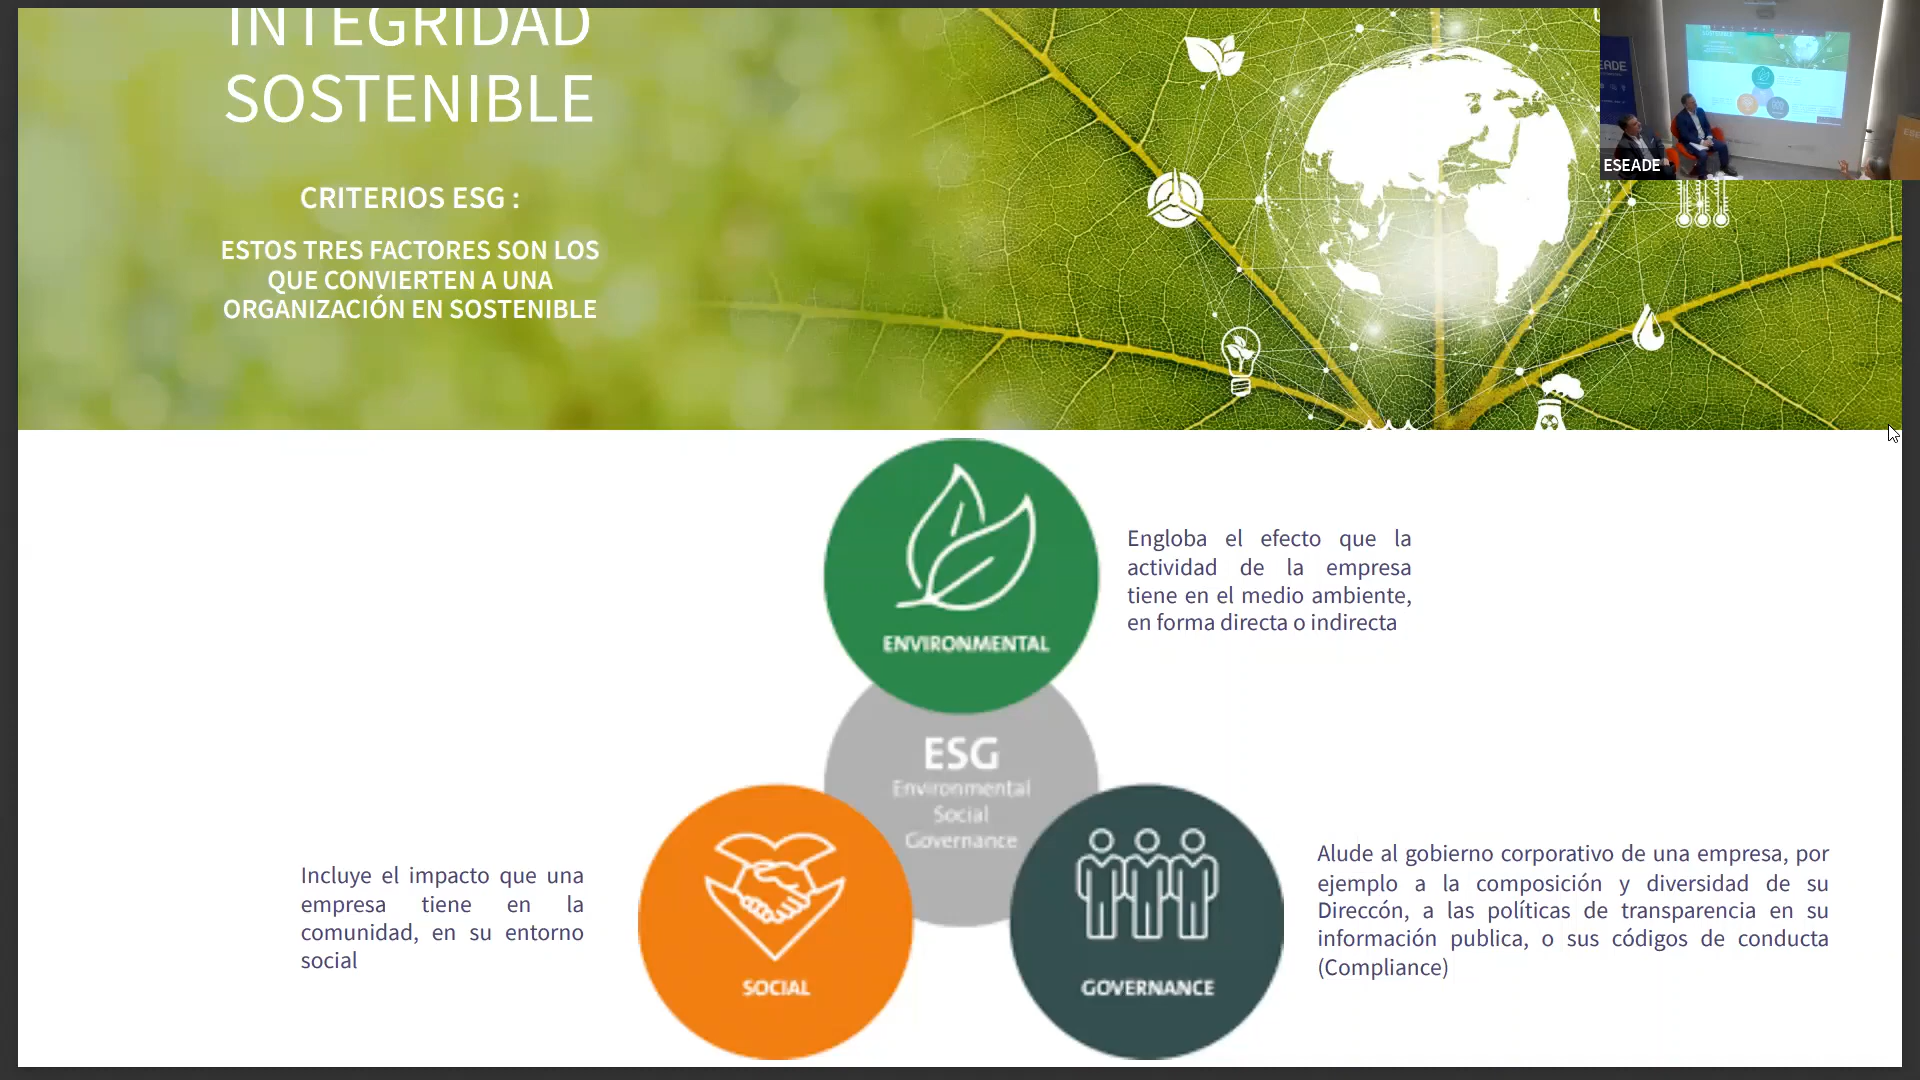 INTEGRIDAD
SOSTENIBLE
CRITERIOS ESG :
ESTOS TRES FACTORES SON LOS
QUE CONVIERTEN A UNA
ORGANIZACIÓN EN SOSTENIBLE
ESEADE
ENVIRONMENTAL
Engloba el efecto que la
actividad de la empresa
tiene en el medio ambiente,
en forma directa o indirecta
ESG
Environmental
Social
Governance
Incluye el impacto que una
empresa tiene en la
comunidad, en su entorno
social
SOCIAL
GOVERNANCE
Alude al gobierno corporativo de una empresa, por
ejemplo a la composición y diversidad de su
Direccón, a las políticas de transparencia en su
información publica, o sus códigos de conducta
(Compliance)